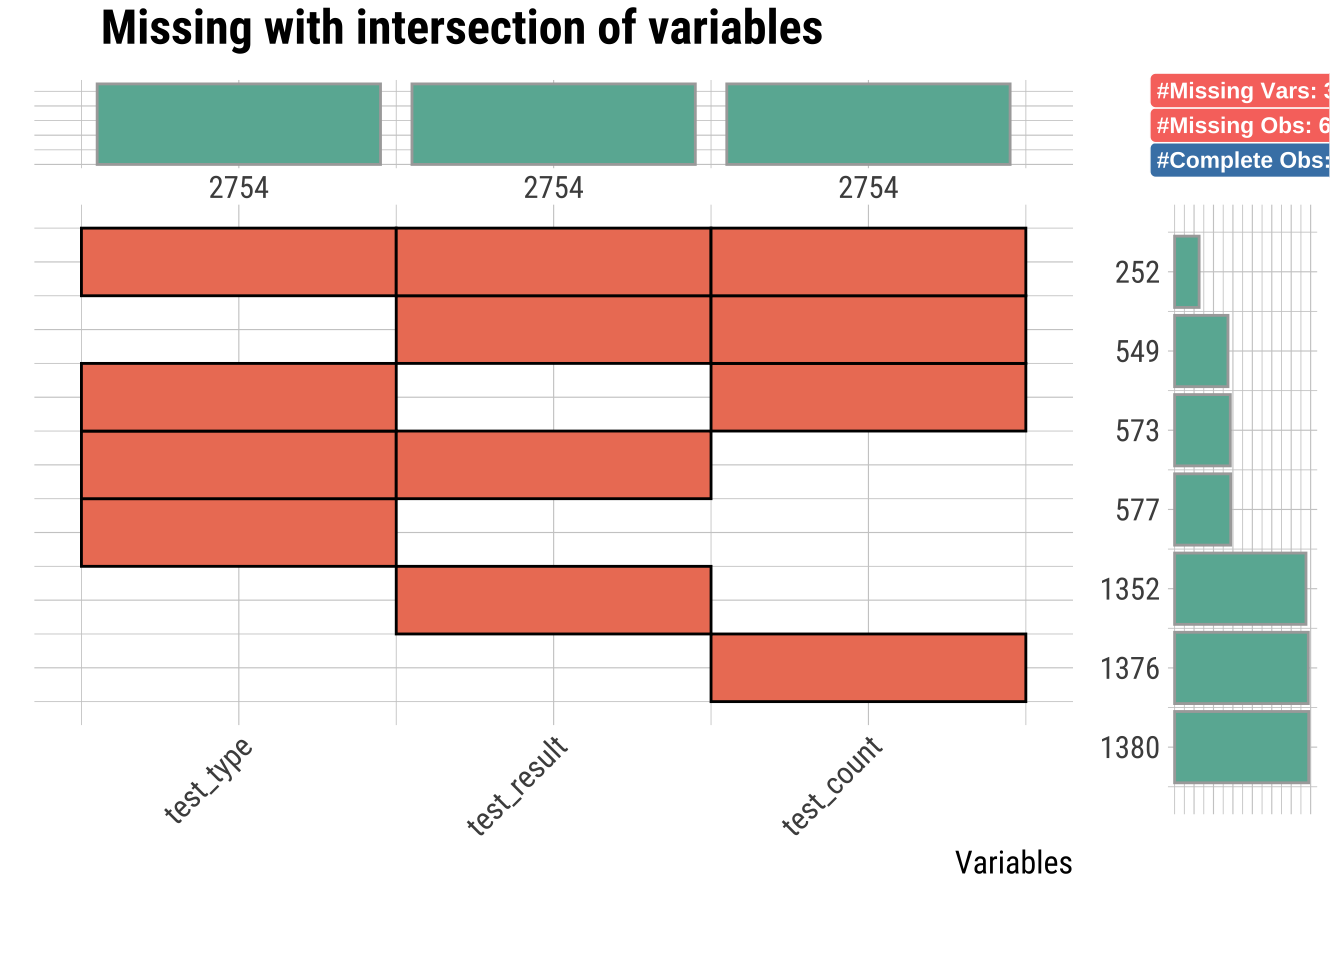 Missing with intersection of variables
#Missing Vars: 3
#Missing Obs: 6
#Complete Obs:
2754 2754 2754
252
549
573
577
1352
1376
1380
test_type test_result test_count
Variables